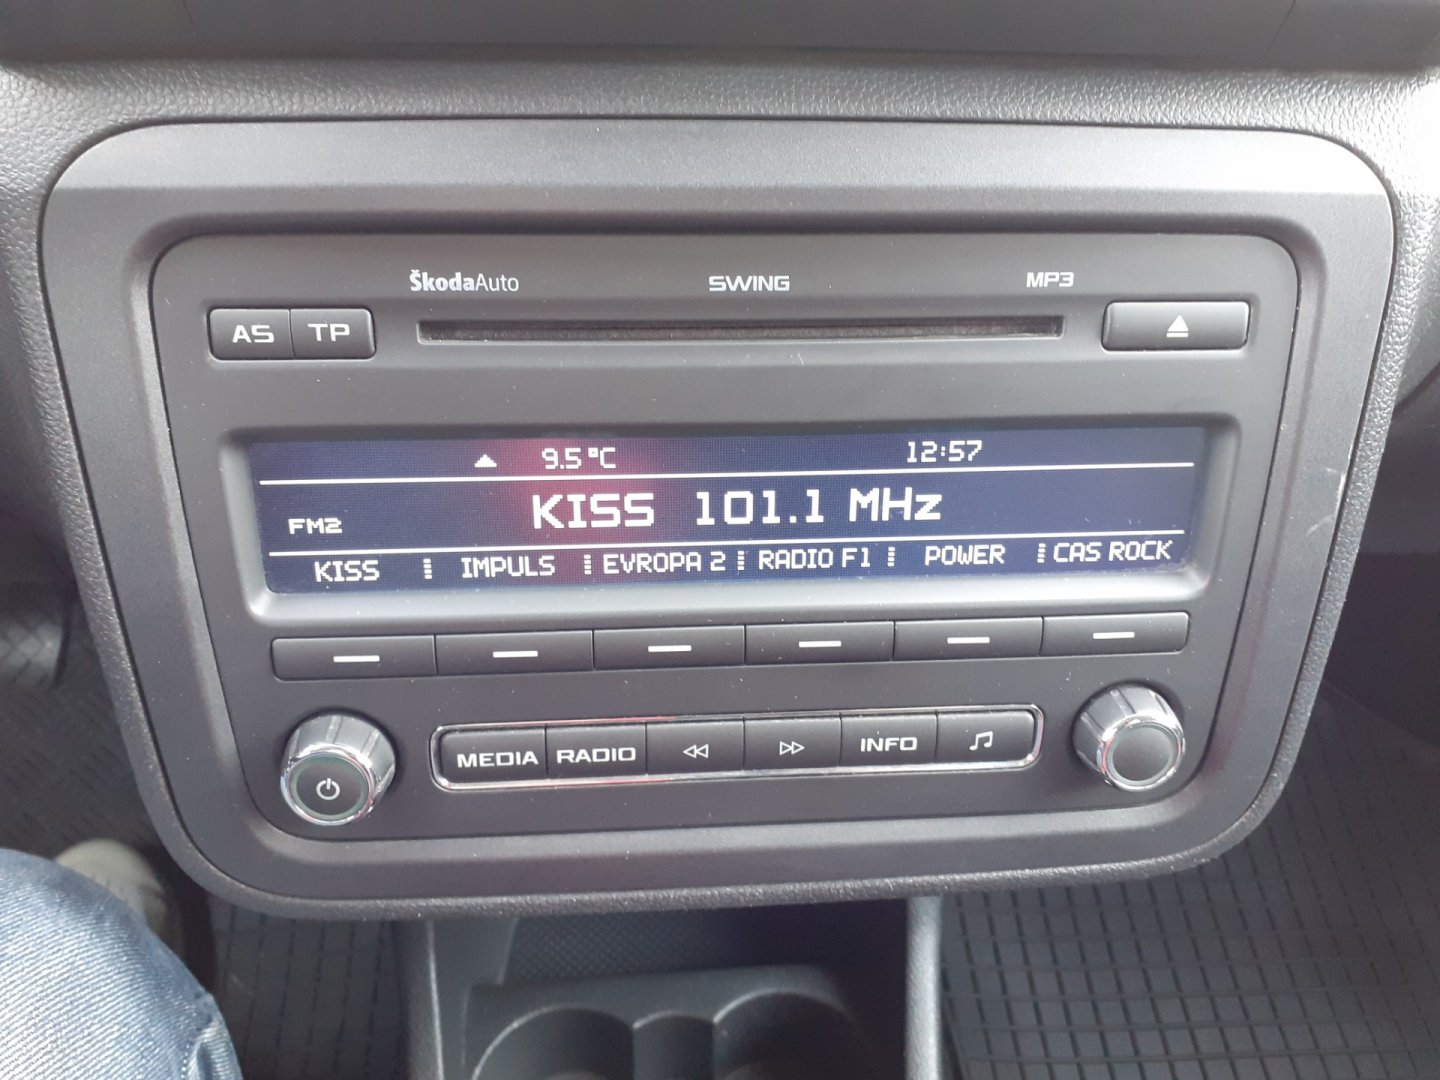 ŠkodaAuto SWING MP3
AS TP
9.5°C 12:57
FM2 KISS 101.1 MHz
KISS IMPULS EVROPA 2 RADIO F1 POWER CAS ROCK
MEDIA RADIO INFO